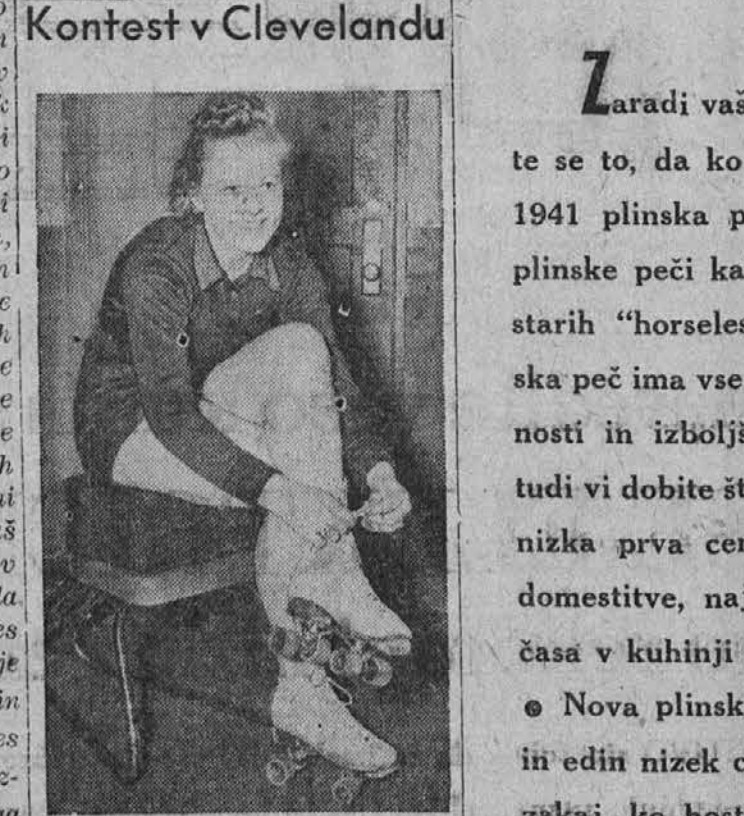 Kontest v Clevelandu
Zaradi vaš
te se to, da ko
1941 plinska p
plinske peči ka
starih “horseles
ska peč ima vse
nosti in izboljš
tudi vi dobite št
nizka prva cen
domestitve, naj
časa v kuhinji
● Nova plinsk
in edin nizek c